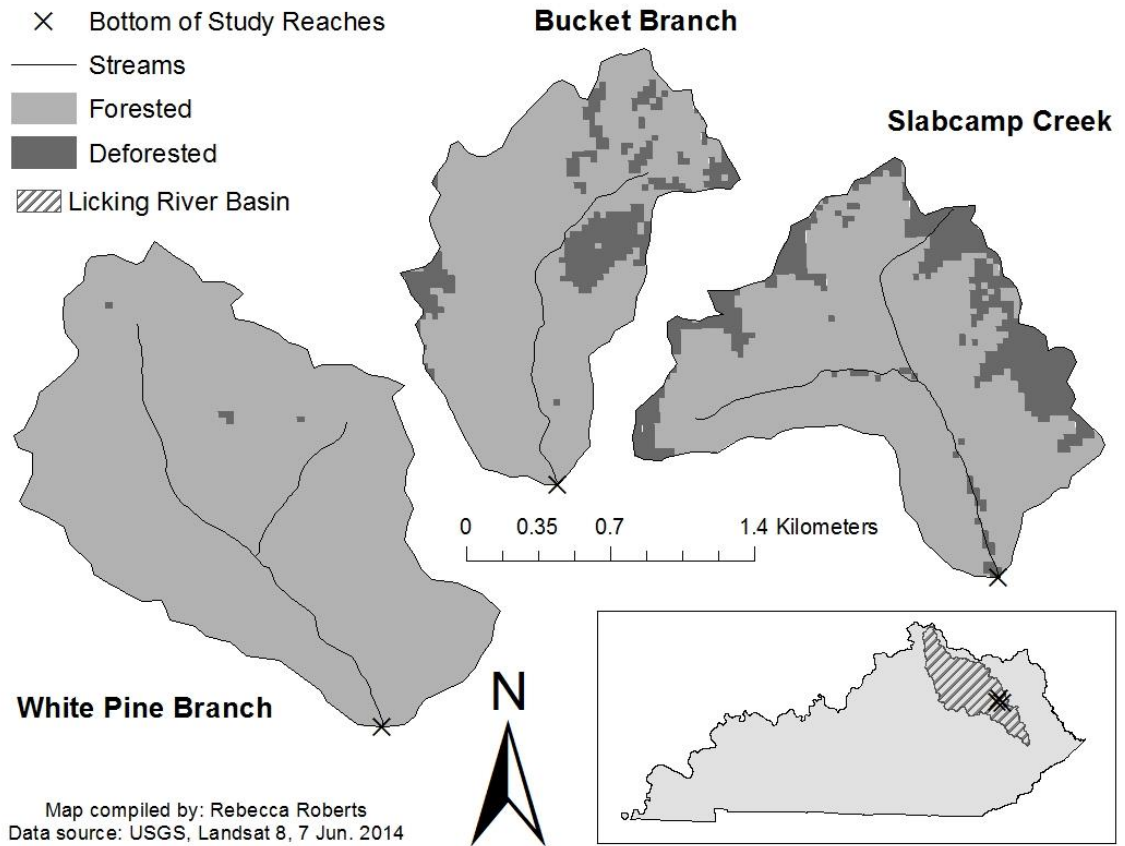 Bottom of Study Reaches
Streams
Forested
Deforested
Licking River Basin
Bucket Branch
Slabcamp Creek
0 0.35 0.7 1.4 Kilometers
White Pine Branch
N
Map compiled by: Rebecca Roberts
Data source: USGS, Landsat 8, 7 Jun. 2014